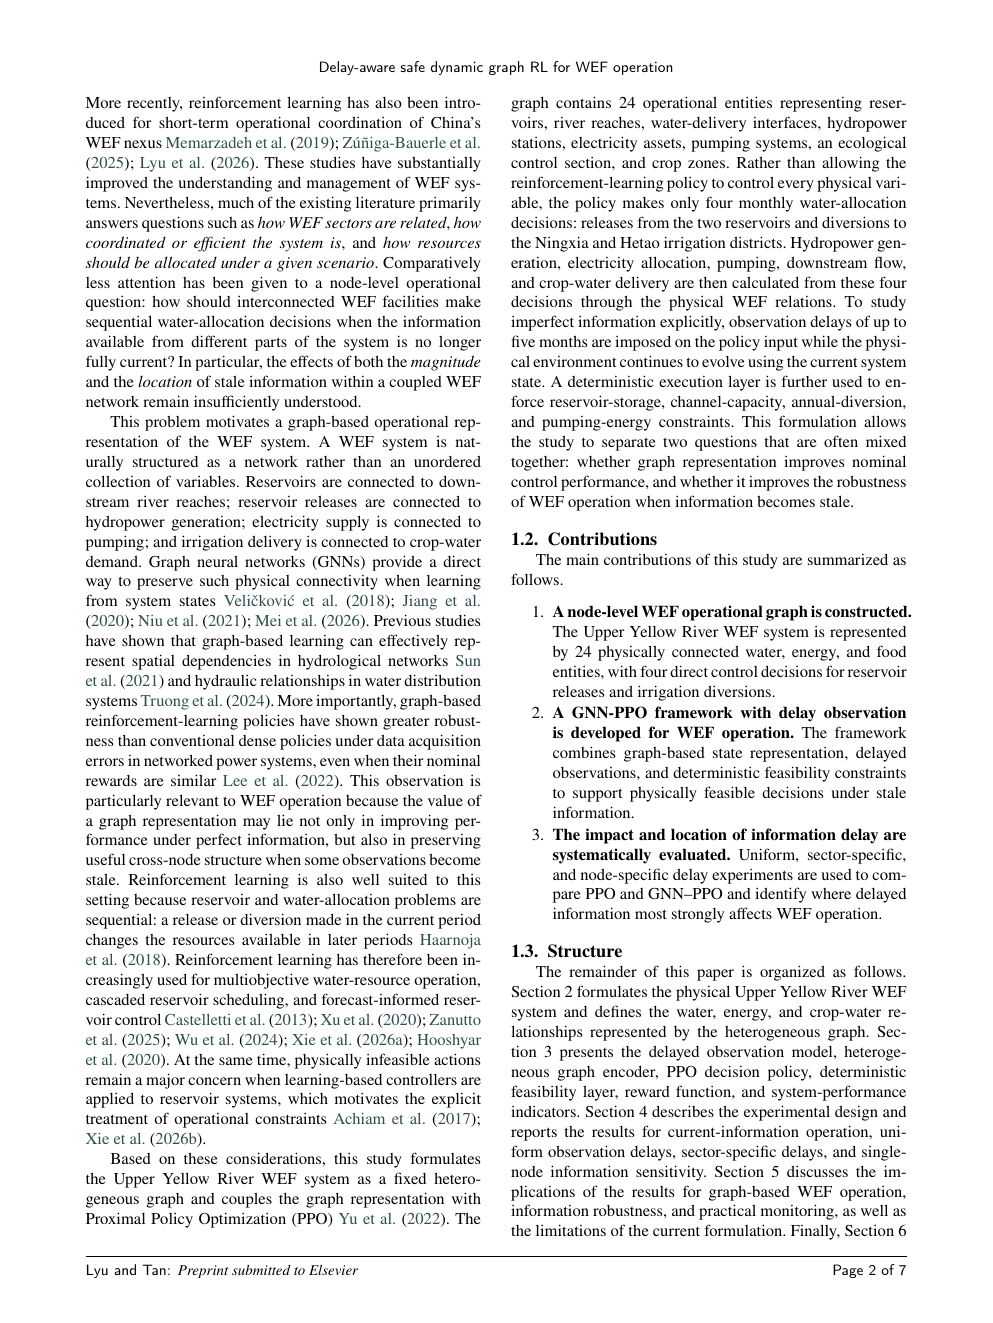 Delay-aware safe dynamic graph RL for WEF operation
More recently, reinforcement learning has also been intro-
duced for short-term operational coordination of China's
WEF nexus Memarzadeh et al. (2019); Zúñiga-Bauerle et al.
(2025); Lyu et al. (2026). These studies have substantially
improved the understanding and management of WEF sys-
tems. Nevertheless, much of the existing literature primarily
answers questions such as how WEF sectors are related, how
coordinated or efficient the system is, and how resources
should be allocated under a given scenario. Comparatively
less attention has been given to a node-level operational
question: how should interconnected WEF facilities make
sequential water-allocation decisions when the information
available from different parts of the system is no longer
fully current? In particular, the effects of both the magnitude
and the location of stale information within a coupled WEF
network remain insufficiently understood.
This problem motivates a graph-based operational rep-
resentation of the WEF system. A WEF system is nat-
urally structured as a network rather than an unordered
collection of variables. Reservoirs are connected to down-
stream river reaches; reservoir releases are connected to
hydropower generation; electricity supply is connected to
pumping; and irrigation delivery is connected to crop-water
demand. Graph neural networks (GNNs) provide a direct
way to preserve such physical connectivity when learning
from system states Veličković et al. (2018); Jiang et al.
(2020); Niu et al. (2021); Mei et al. (2026). Previous studies
have shown that graph-based learning can effectively rep-
resent spatial dependencies in hydrological networks Sun
et al. (2021) and hydraulic relationships in water distribution
systems Truong et al. (2024). More importantly, graph-based
reinforcement-learning policies have shown greater robust-
ness than conventional dense policies under data acquisition
errors in networked power systems, even when their nominal
rewards are similar Lee et al. (2022). This observation is
particularly relevant to WEF operation because the value of
a graph representation may lie not only in improving per-
formance under perfect information, but also in preserving
useful cross-node structure when some observations become
stale. Reinforcement learning is also well suited to this
setting because reservoir and water-allocation problems are
sequential: a release or diversion made in the current period
changes the resources available in later periods Haarnoja
et al. (2018). Reinforcement learning has therefore been in-
creasingly used for multiobjective water-resource operation,
cascaded reservoir scheduling, and forecast-informed reser-
voir control Castelletti et al. (2013); Xu et al. (2020); Zanutto
et al. (2025); Wu et al. (2024); Xie et al. (2026a); Hooshyar
et al. (2020). At the same time, physically infeasible actions
remain a major concern when learning-based controllers are
applied to reservoir systems, which motivates the explicit
treatment of operational constraints Achiam et al. (2017);
Xie et al. (2026b).
Based on these considerations, this study formulates
the Upper Yellow River WEF system as a fixed hetero-
geneous graph and couples the graph representation with
Proximal Policy Optimization (PPO) Yu et al. (2022). The
graph contains 24 operational entities representing reser-
voirs, river reaches, water-delivery interfaces, hydropower
stations, electricity assets, pumping systems, an ecological
control section, and crop zones. Rather than allowing the
reinforcement-learning policy to control every physical vari-
able, the policy makes only four monthly water-allocation
decisions: releases from the two reservoirs and diversions to
the Ningxia and Hetao irrigation districts. Hydropower gen-
eration, electricity allocation, pumping, downstream flow,
and crop-water delivery are then calculated from these four
decisions through the physical WEF relations. To study
imperfect information explicitly, observation delays of up to
five months are imposed on the policy input while the physi-
cal environment continues to evolve using the current system
state. A deterministic execution layer is further used to en-
force reservoir-storage, channel-capacity, annual-diversion,
and pumping-energy constraints. This formulation allows
the study to separate two questions that are often mixed
together: whether graph representation improves nominal
control performance, and whether it improves the robustness
of WEF operation when information becomes stale.
1.2. Contributions
The main contributions of this study are summarized as
follows.
1. A node-level WEF operational graph is constructed.
The Upper Yellow River WEF system is represented
by 24 physically connected water, energy, and food
entities, with four direct control decisions for reservoir
releases and irrigation diversions.
2. A GNN-PPO framework with delay observation
is developed for WEF operation. The framework
combines graph-based state representation, delayed
observations, and deterministic feasibility constraints
to support physically feasible decisions under stale
information.
3. The impact and location of information delay are
systematically evaluated. Uniform, sector-specific,
and node-specific delay experiments are used to com-
pare PPO and GNN–PPO and identify where delayed
information most strongly affects WEF operation.
1.3. Structure
The remainder of this paper is organized as follows.
Section 2 formulates the physical Upper Yellow River WEF
system and defines the water, energy, and crop-water re-
lationships represented by the heterogeneous graph. Sec-
tion 3 presents the delayed observation model, heteroge-
neous graph encoder, PPO decision policy, deterministic
feasibility layer, reward function, and system-performance
indicators. Section 4 describes the experimental design and
reports the results for current-information operation, uni-
form observation delays, sector-specific delays, and single-
node information sensitivity. Section 5 discusses the im-
plications of the results for graph-based WEF operation,
information robustness, and practical monitoring, as well as
the limitations of the current formulation. Finally, Section 6
Lyu and Tan: Preprint submitted to Elsevier
Page 2 of 7